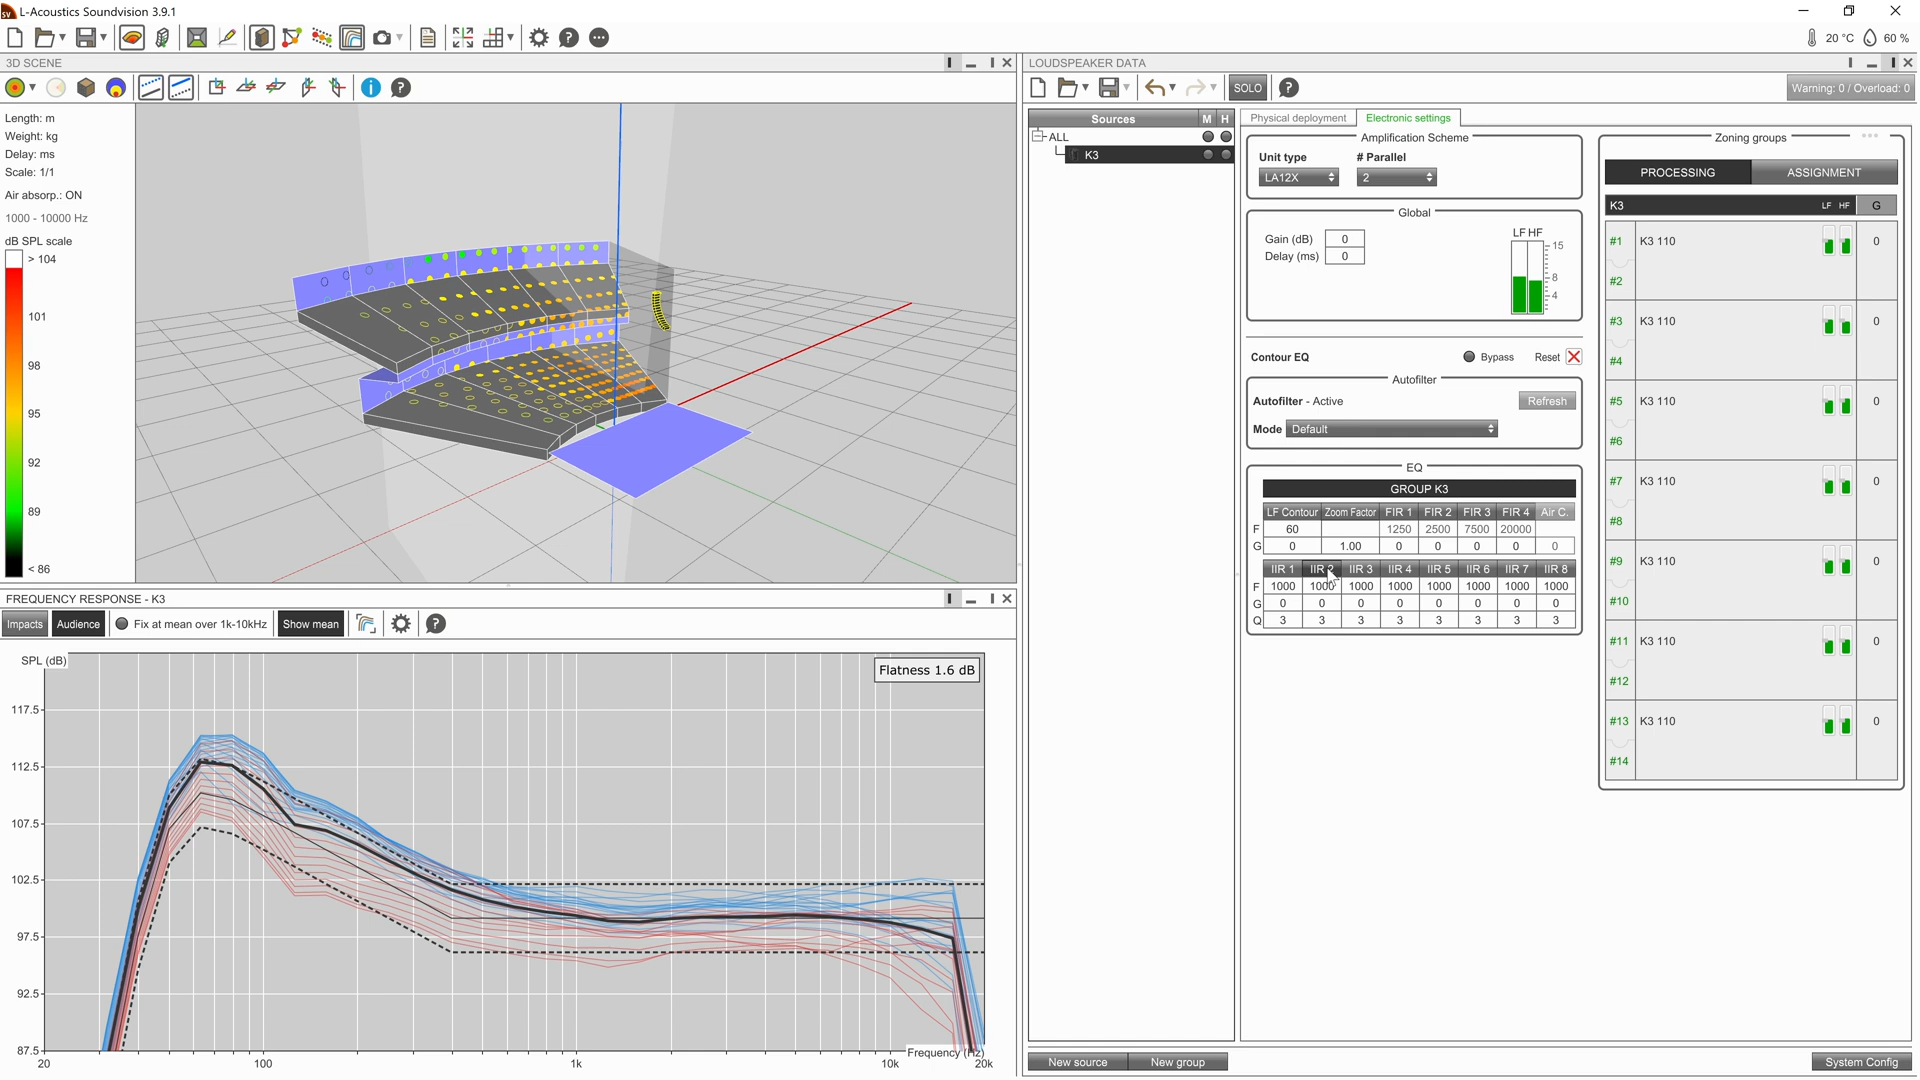 L-Acoustics Soundvision 3.9.1
20 °C 60 %
3D SCENE
LOUDSPEAKER DATA
SOLO
Warning: 0 / Overload: 0
Length: m
Weight: kg
Delay: ms
Scale: 1/1
Air absorp.: ON
1000 - 10000 Hz
dB SPL scale
> 104
101
98
95
92
89
< 86
Sources M H
ALL
K3
Physical deployment Electronic settings
Amplification Scheme
Unit type # Parallel
LA12X 2
Global
Gain (dB) 0
Delay (ms) 0
LF HF
15
8
4
Contour EQ Bypass Reset
Autofilter
Autofilter - Active Refresh
Mode Default
EQ
GROUP K3
LF Contour Zoom Factor FIR 1 FIR 2 FIR 3 FIR 4 Air C.
F 60 1250 2500 7500 20000
G 0 1.00 0 0 0 0 0
IIR 1 IIR 2 IIR 3 IIR 4 IIR 5 IIR 6 IIR 7 IIR 8
F 1000 1000 1000 1000 1000 1000 1000 1000
G 0 0 0 0 0 0 0 0
Q 3 3 3 3 3 3 3 3
Zoning groups
PROCESSING ASSIGNMENT
K3 LF HF G
#1 K3 110 0
#2
#3 K3 110 0
#4
#5 K3 110 0
#6
#7 K3 110 0
#8
#9 K3 110 0
#10
#11 K3 110 0
#12
#13 K3 110 0
#14
FREQUENCY RESPONSE - K3
Impacts Audience Fix at mean over 1k-10kHz Show mean
SPL (dB)
Flatness 1.6 dB
117.5
112.5
107.5
102.5
97.5
92.5
87.5
Frequency (Hz)
20 100 1k 10k 20k
New source New group System Config